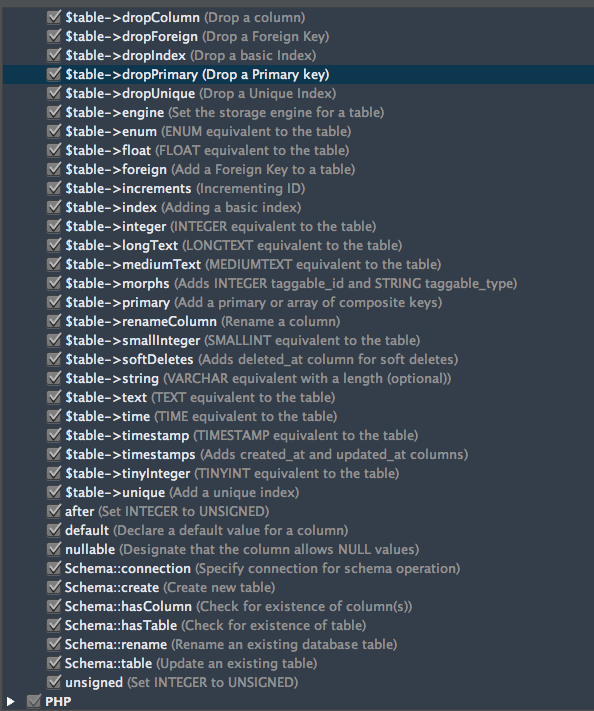 $table->dropColumn (Drop a column)
$table->dropForeign (Drop a Foreign Key)
$table->dropIndex (Drop a basic Index)
$table->dropPrimary (Drop a Primary key)
$table->dropUnique (Drop a Unique Index)
$table->engine (Set the storage engine for a table)
$table->enum (ENUM equivalent to the table)
$table->float (FLOAT equivalent to the table)
$table->foreign (Add a Foreign Key to a table)
$table->increments (Incrementing ID)
$table->index (Adding a basic index)
$table->integer (INTEGER equivalent to the table)
$table->longText (LONGTEXT equivalent to the table)
$table->mediumText (MEDIUMTEXT equivalent to the table)
$table->morphs (Adds INTEGER taggable_id and STRING taggable_type)
$table->primary (Add a primary or array of composite keys)
$table->renameColumn (Rename a column)
$table->smallInteger (SMALLINT equivalent to the table)
$table->softDeletes (Adds deleted_at column for soft deletes)
$table->string (VARCHAR equivalent with a length (optional))
$table->text (TEXT equivalent to the table)
$table->time (TIME equivalent to the table)
$table->timestamp (TIMESTAMP equivalent to the table)
$table->timestamps (Adds created_at and updated_at columns)
$table->tinyInteger (TINYINT equivalent to the table)
$table->unique (Add a unique index)
after (Set INTEGER to UNSIGNED)
default (Declare a default value for a column)
nullable (Designate that the column allows NULL values)
Schema::connection (Specify connection for schema operation)
Schema::create (Create new table)
Schema::hasColumn (Check for existence of column(s))
Schema::hasTable (Check for existence of table)
Schema::rename (Rename an existing database table)
Schema::table (Update an existing table)
unsigned (Set INTEGER to UNSIGNED)
PHP